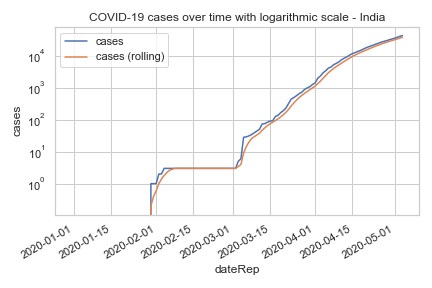 COVID-19 cases over time with logarithmic scale - India
cases
cases (rolling)
10⁴
10³
10²
10¹
10⁰
cases
2020-01-01
2020-01-15
2020-02-01
2020-02-15
2020-03-01
2020-03-15
2020-04-01
2020-04-15
2020-05-01
dateRep